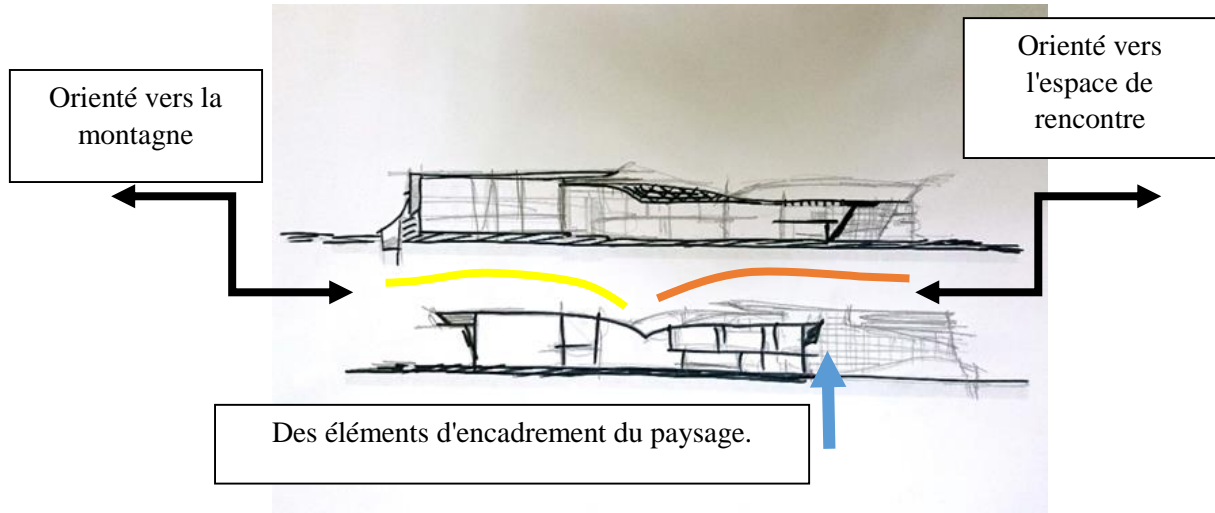 Orienté vers la
montagne
Orienté vers
l'espace de
rencontre
Des éléments d'encadrement du paysage.